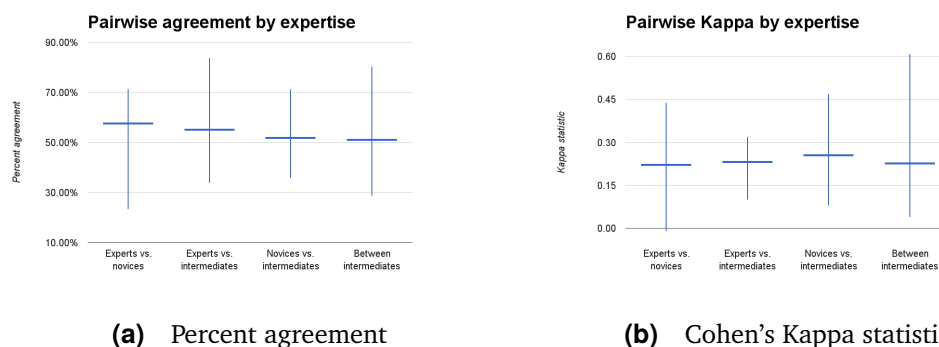 Pairwise agreement by expertise
90.00%
70.00%
50.00%
30.00%
10.00%
Percent agreement
Experts vs. novices
Experts vs. intermediates
Novices vs. intermediates
Between intermediates
(a) Percent agreement
Pairwise Kappa by expertise
0.60
0.45
0.30
0.15
0.00
Kappa statistic
Experts vs. novices
Experts vs. intermediates
Novices vs. intermediates
Between intermediates
(b) Cohen's Kappa statisti